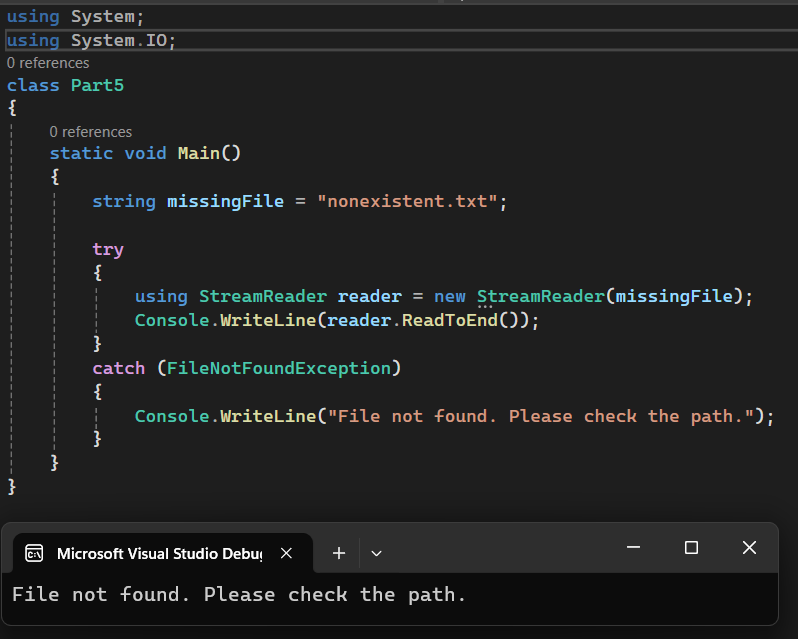 using System;
using System.IO;
0 references
class Part5
{
0 references
static void Main()
{
string missingFile = "nonexistent.txt";
try
{
using StreamReader reader = new StreamReader(missingFile);
Console.WriteLine(reader.ReadToEnd());
}
catch (FileNotFoundException)
{
Console.WriteLine("File not found. Please check the path.");
}
}
}
Microsoft Visual Studio Debu
File not found. Please check the path.